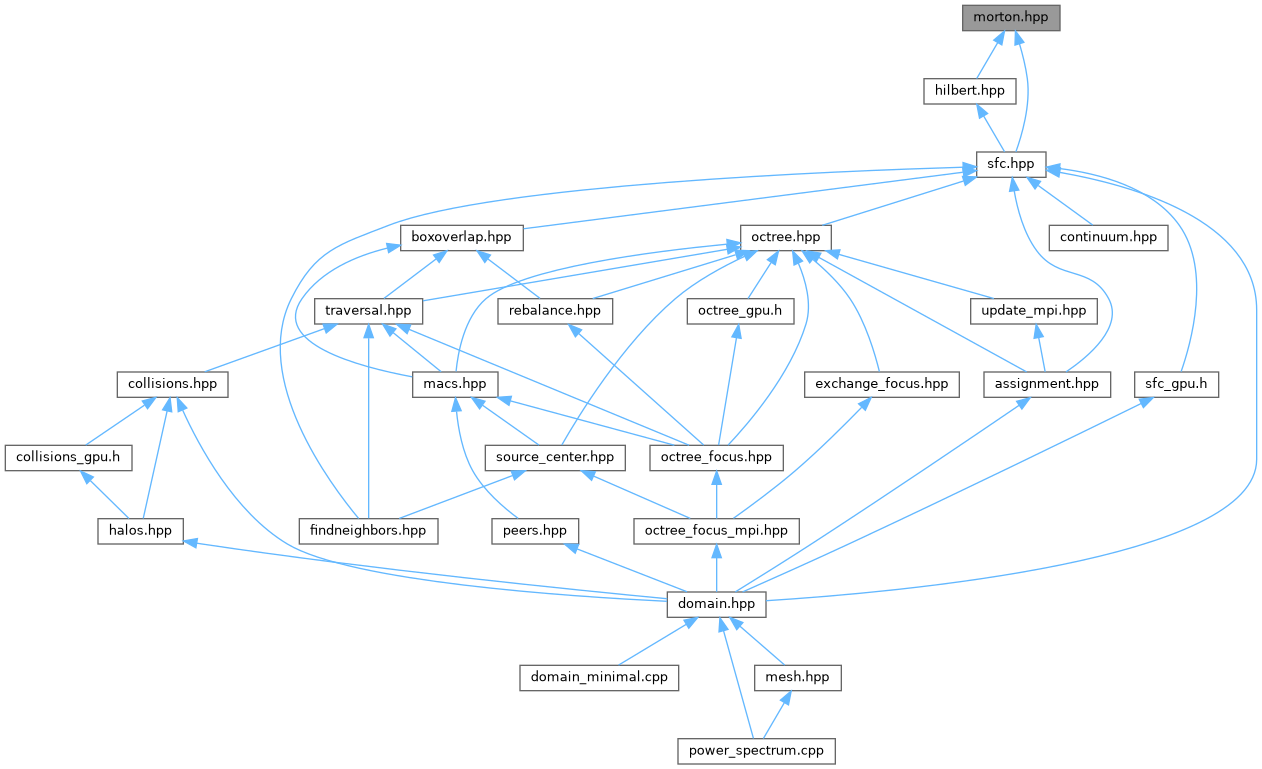 morton.hpp
hilbert.hpp
sfc.hpp
boxoverlap.hpp
octree.hpp
continuum.hpp
traversal.hpp
rebalance.hpp
octree_gpu.h
update_mpi.hpp
collisions.hpp
macs.hpp
exchange_focus.hpp
assignment.hpp
sfc_gpu.h
collisions_gpu.h
source_center.hpp
octree_focus.hpp
halos.hpp
findneighbors.hpp
peers.hpp
octree_focus_mpi.hpp
domain.hpp
domain_minimal.cpp
mesh.hpp
power_spectrum.cpp